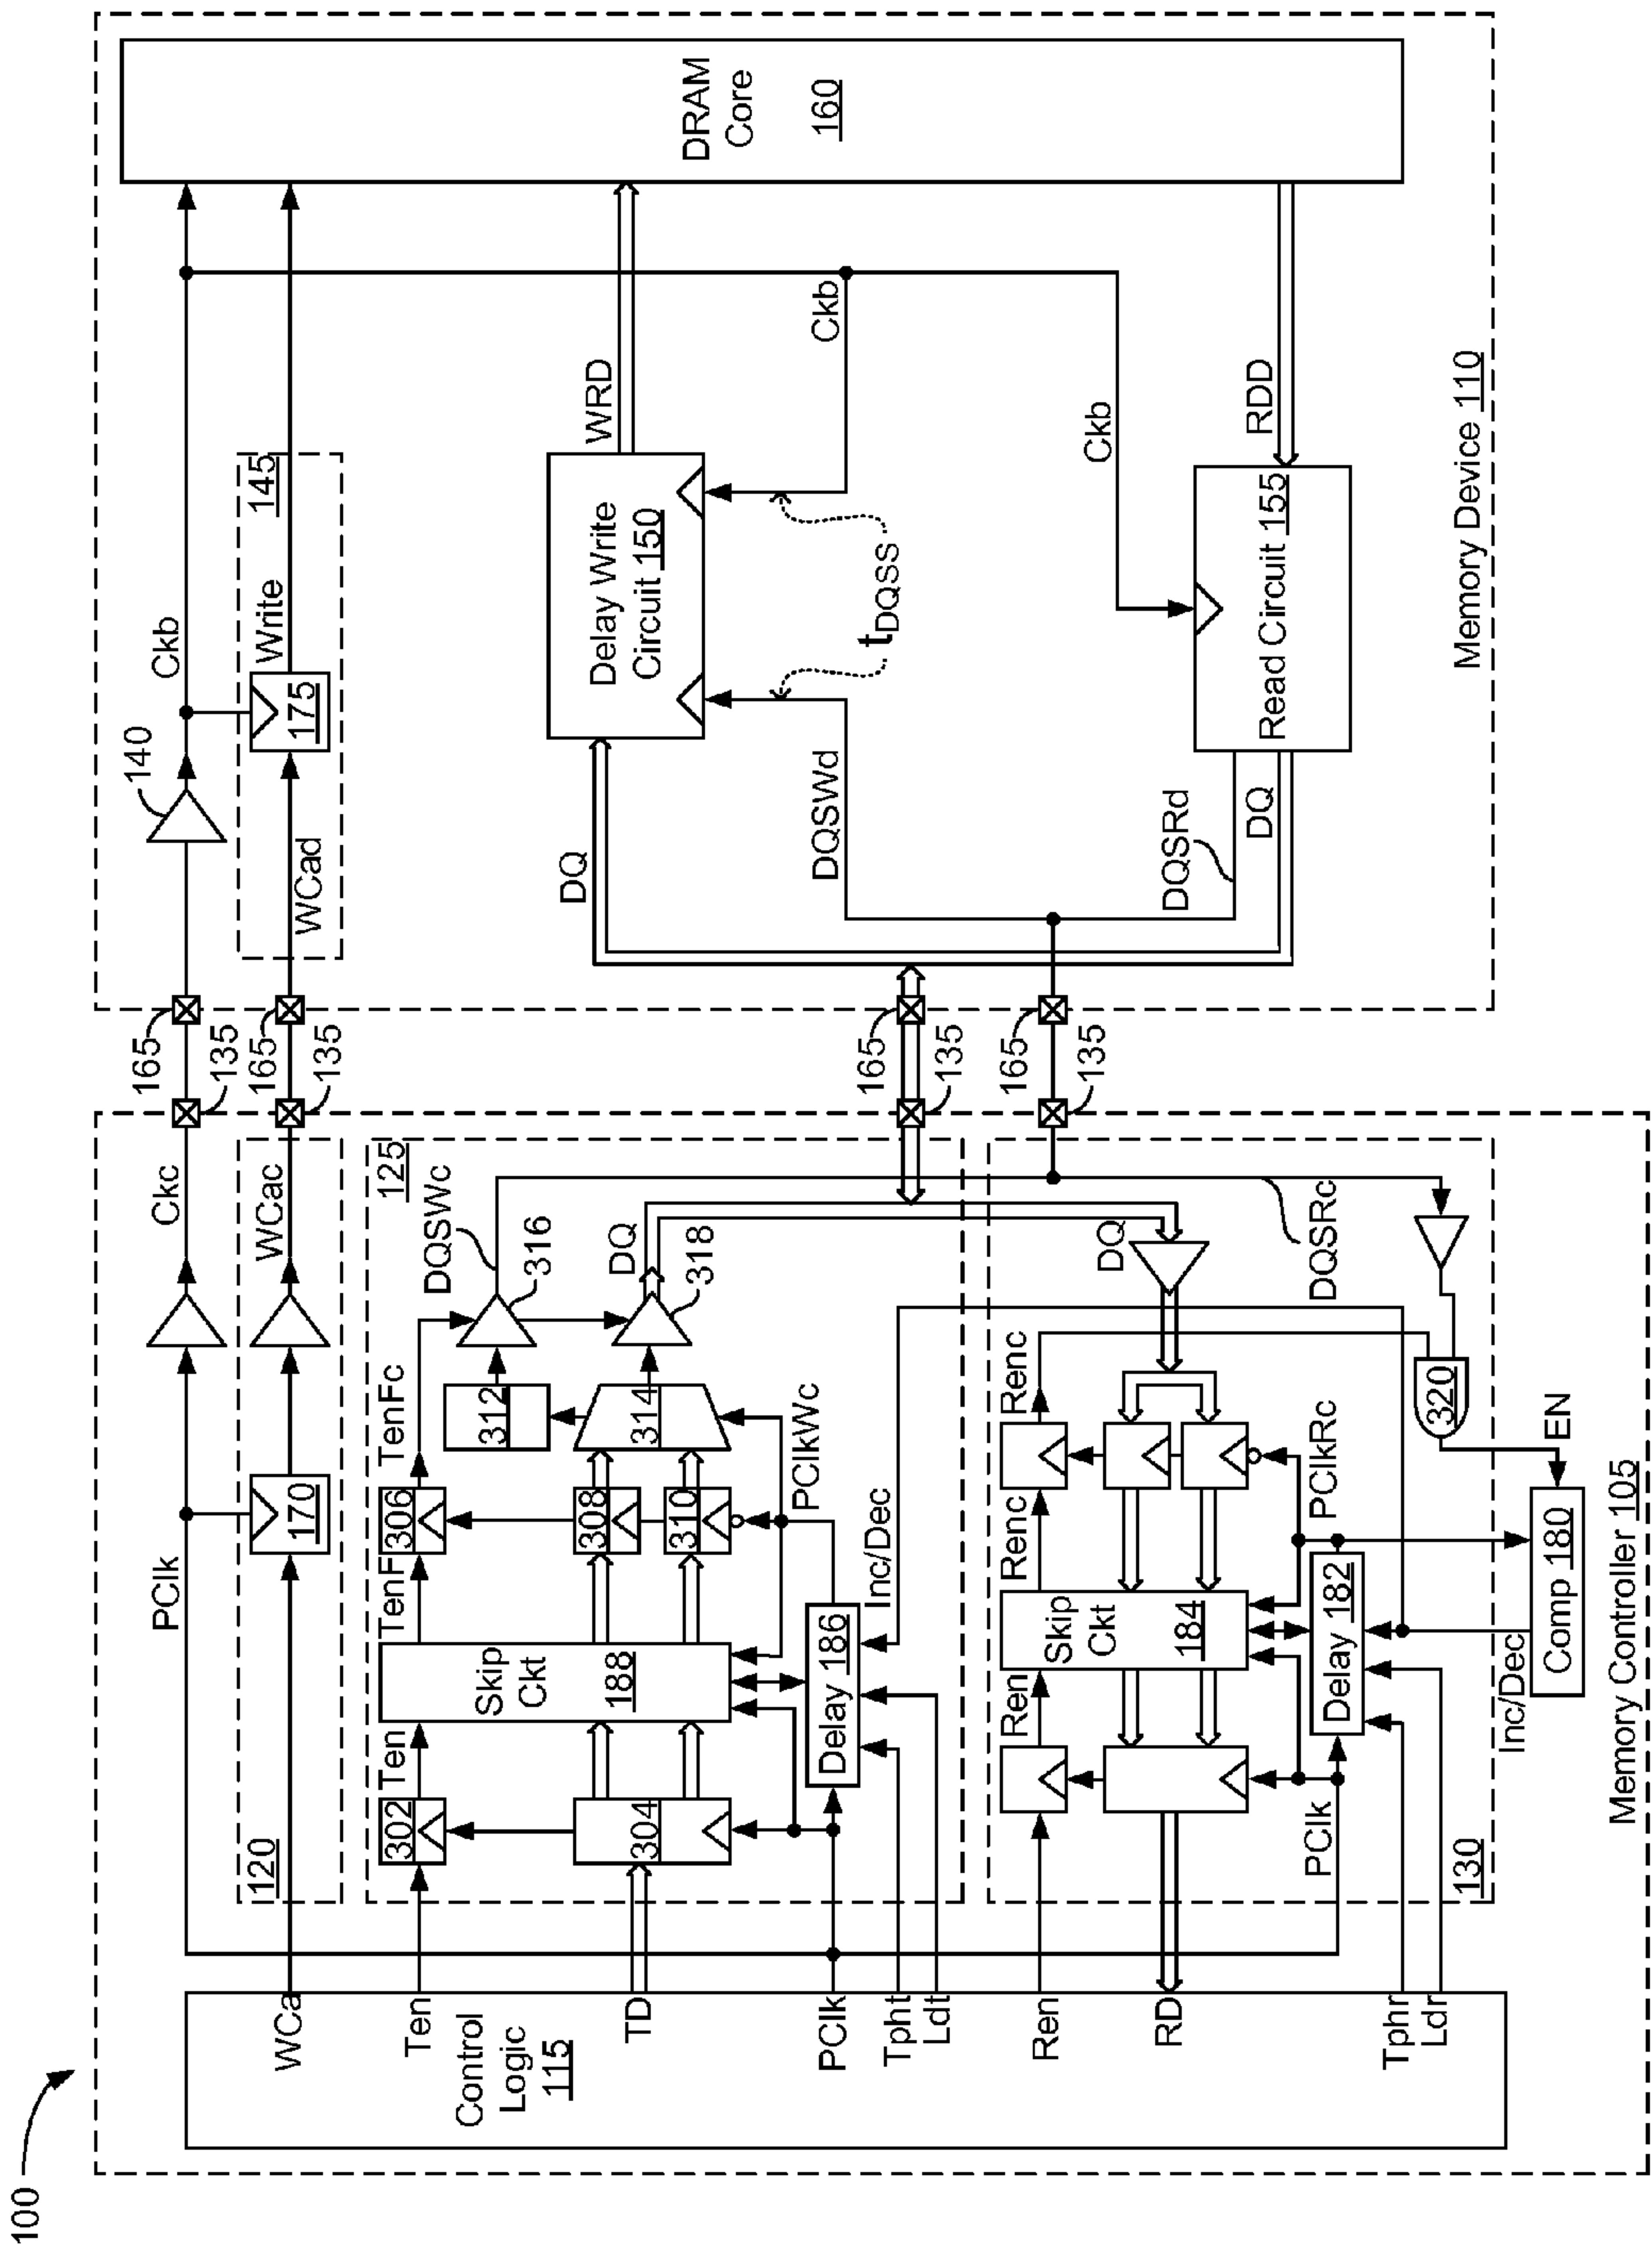 100
Control
Logic 115
WCa
Ten
TD
PClk
Tpht
Ldt
Ren
RD
Tphr
Ldr
PClk
Ckc
120
170
WCac
125
302
Ten
304
Skip
Ckt
188
TenF
306
TenFc
308
310
312
314
DQSWc
316
DQ
318
PClkWc
Delay 186
Inc/Dec
130
PClk
Ren
Skip
Ckt
184
Renc
Renc
DQ
PClkRc
DQSRc
320
EN
Delay 182
Inc/Dec
Comp 180
Memory Controller 105
135
135
135
135
165
165
165
165
140
Ckb
WCad
175
Write
145
DQ
DQSWd
Delay Write
Circuit 150
WRD
tDQSS
Ckb
Ckb
DQSRd
DQ
Read Circuit 155
RDD
Memory Device 110
DRAM
Core
160